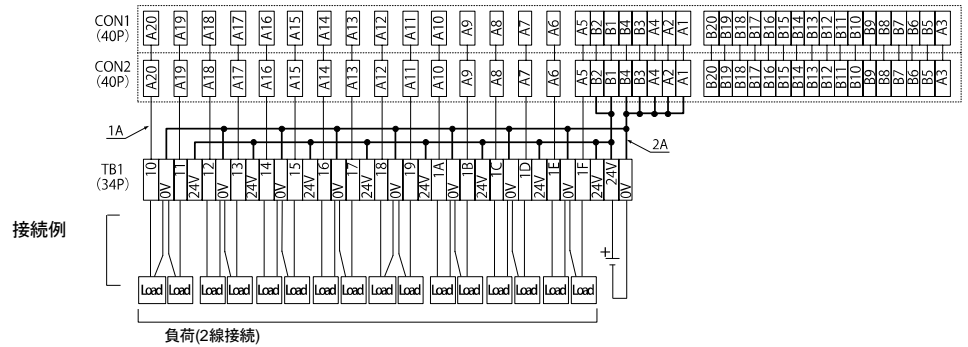 CON1 A20 A19 A18 A17 A16 A15 A14 A13 A12 A11 A10 A9 A8 A7 A6 A5 B2 B1 B4 B3 A4 A2 A1 B20 B19 B18 B17 B16 B15 B14 B13 B12 B11 B10 B9 B8 B7 B6 B5 A3
(40P)
CON2 A20 A19 A18 A17 A16 A15 A14 A13 A12 A11 A10 A9 A8 A7 A6 A5 B2 B1 B4 B3 A4 A2 A1 B20 B19 B18 B17 B16 B15 B14 B13 B12 B11 B10 B9 B8 B7 B6 B5 A3
(40P)
1A
2A
TB1 10 0V 11 24V 12 0V 13 24V 14 0V 15 24V 16 0V 17 24V 18 0V 19 24V 1A 0V 1B 24V 1C 0V 1D 24V 1E 0V 1F 24V 24V 0V
(34P)
接続例
+
Load Load Load Load Load Load Load Load Load Load Load Load Load Load Load Load
負荷(2線接続)